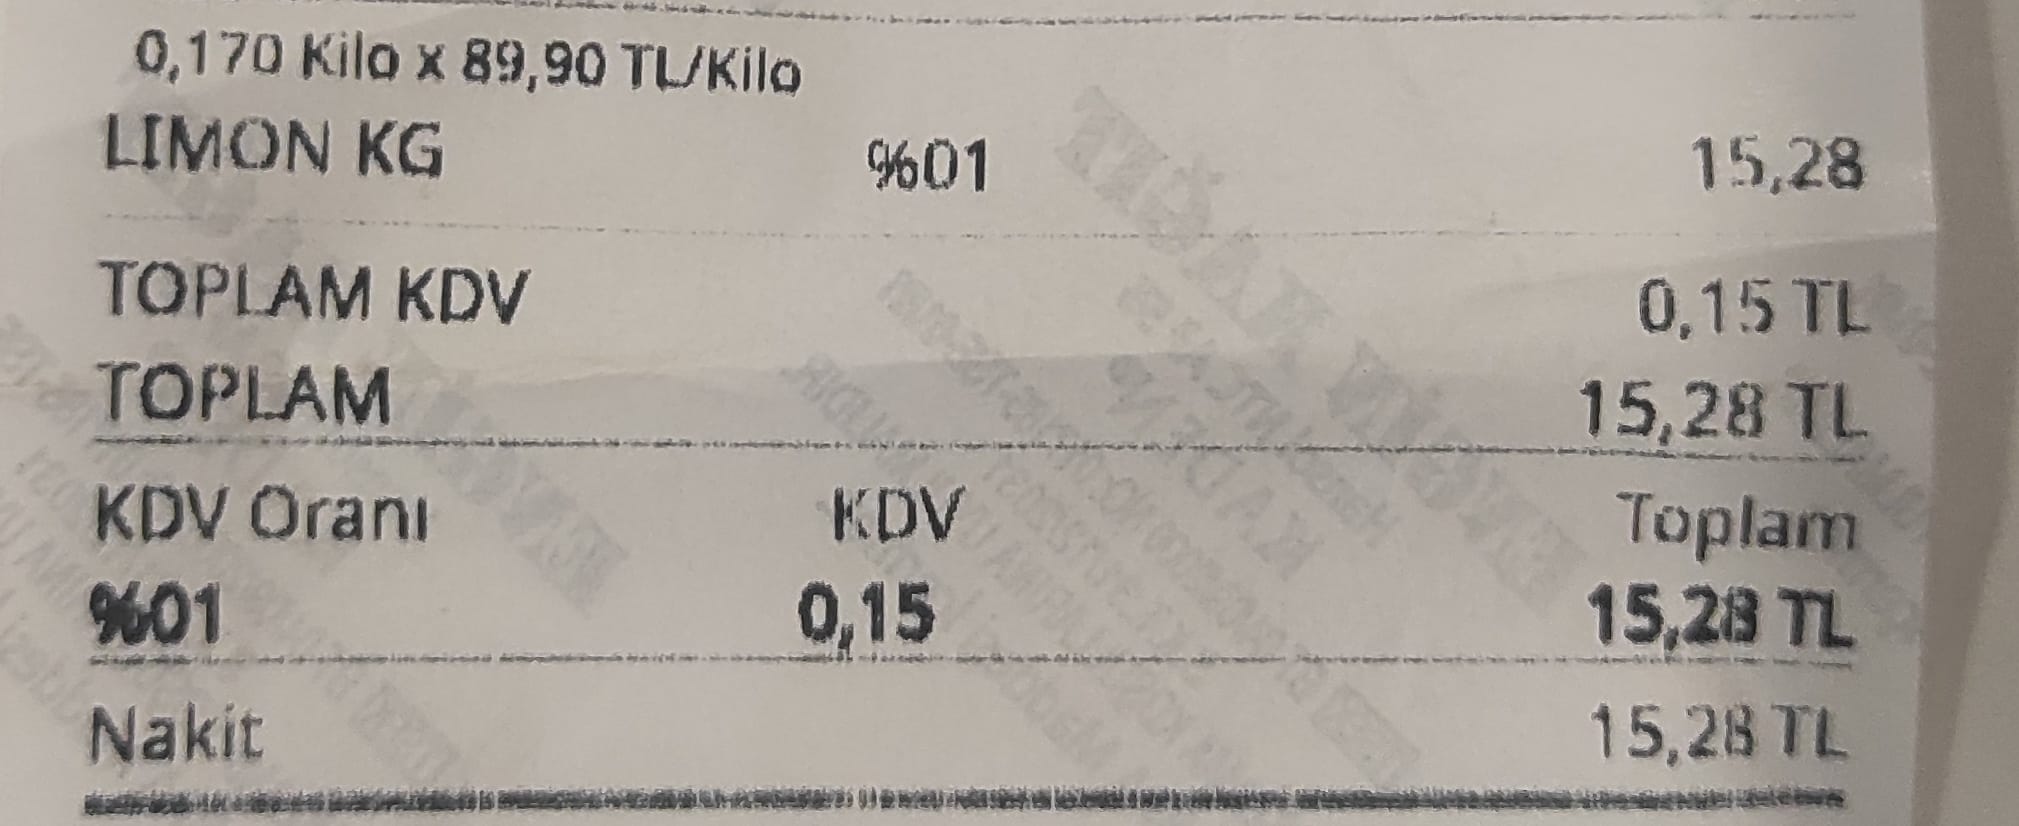 0,170 Kilo x 89,90 TL/Kilo
LIMON KG %01 15,28
TOPLAM KDV 0,15 TL
TOPLAM 15,28 TL
KDV Oranı KDV Toplam
%01 0,15 15,28 TL
Nakit 15,28 TL